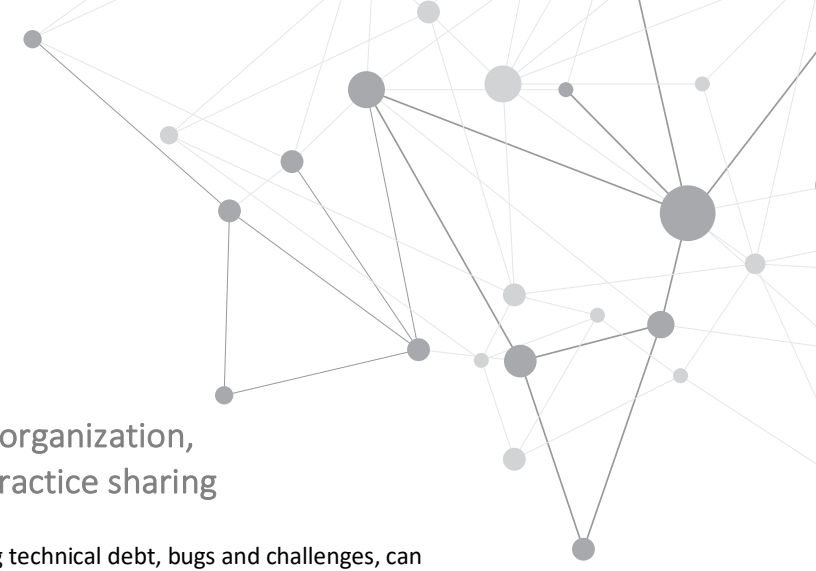 organization,
ractice sharing
g technical debt, bugs and challenges, can